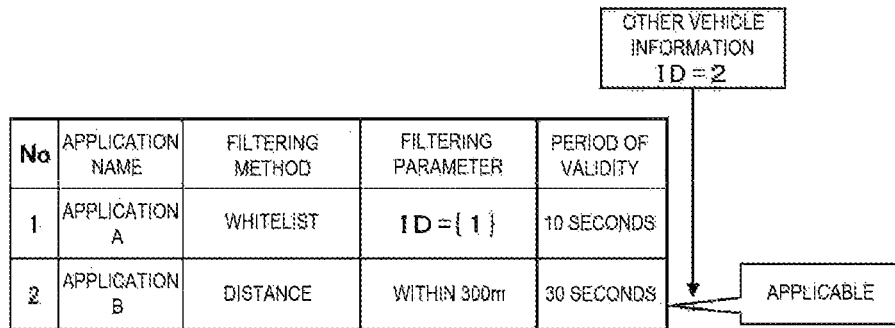 OTHER VEHICLE
INFORMATION
ID=2
No APPLICATION NAME FILTERING METHOD FILTERING PARAMETER PERIOD OF VALIDITY
1 APPLICATION A WHITELIST ID={1} 10 SECONDS
2 APPLICATION B DISTANCE WITHIN 300m 30 SECONDS
APPLICABLE